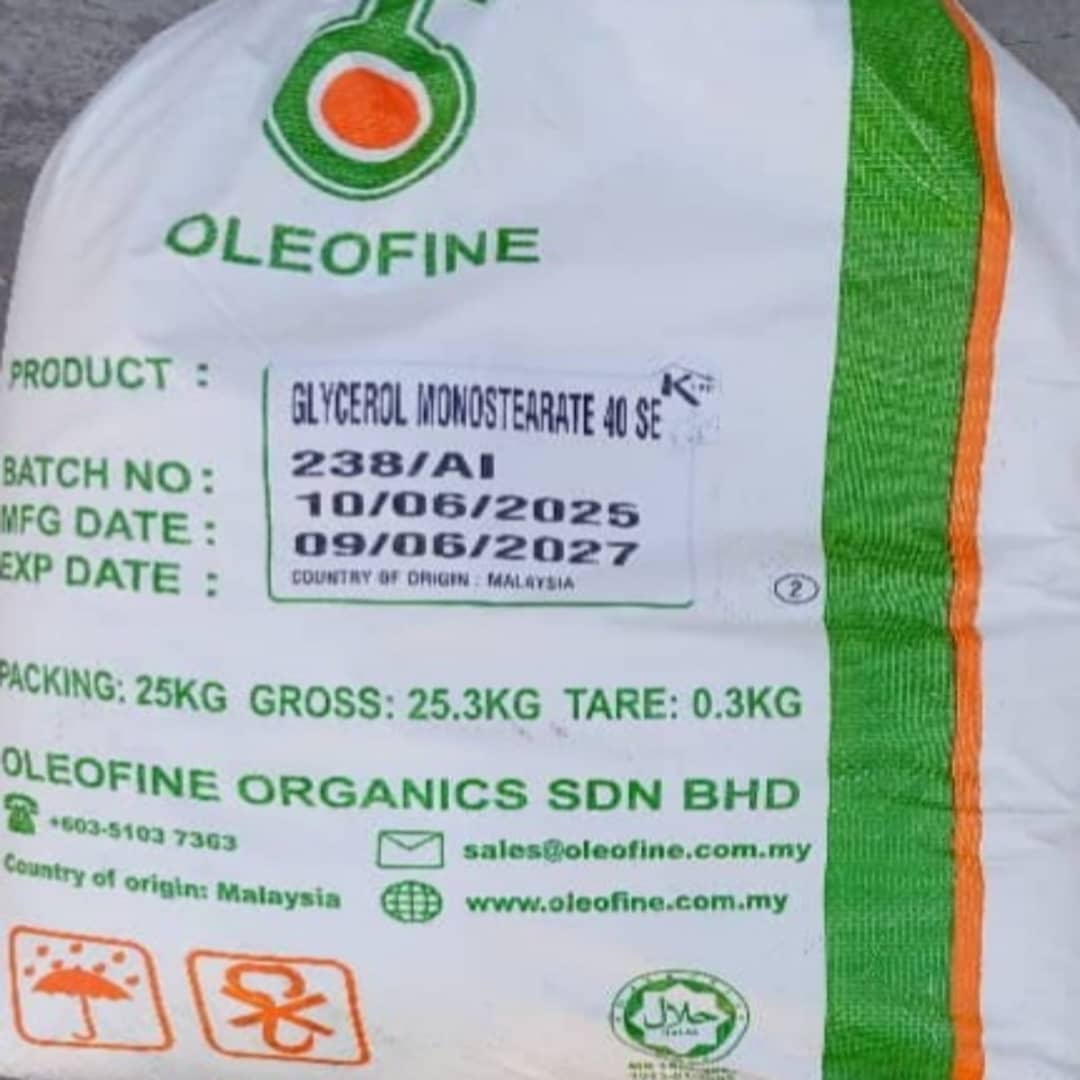 OLEOFINE
PRODUCT : GLYCEROL MONOSTEARATE 40 SE K
BATCH NO : 238/AI
MFG DATE : 10/06/2025
EXP DATE : 09/06/2027
COUNTRY OF ORIGIN : MALAYSIA
2
PACKING: 25KG GROSS: 25.3KG TARE: 0.3KG
OLEOFINE ORGANICS SDN BHD
+603-5103 7363
sales@oleofine.com.my
Country of origin: Malaysia
www.oleofine.com.my
حلال